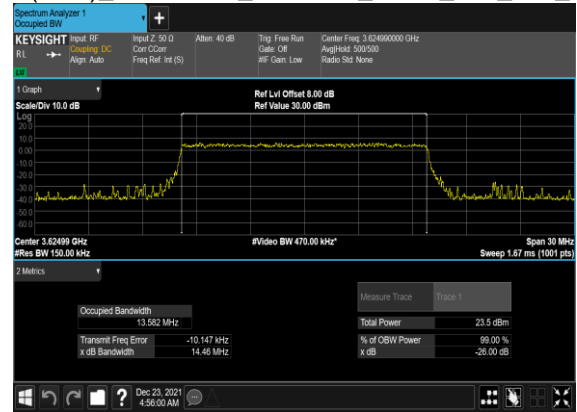 Spectrum Analyzer 1
Occupied BW
+
KEYSIGHT Input: RF Input Z: 50 Ω Atten: 40 dB Trig: Free Run Center Freq: 3.624990000 GHz
RL Coupling: DC Corr CCorr Gate: Off Avg|Hold: 500/500
Align: Auto Freq Ref: Int (S) #IF Gain: Low Radio Std: None
1 Graph
Ref Lvl Offset 8.00 dB
Scale/Div 10.0 dB Ref Value 30.00 dBm
Log
20.0
10.0
0.00
-10.0
-20.0
-30.0
-40.0
-50.0
-60.0
Center 3.62499 GHz #Video BW 470.00 kHz* Span 30 MHz
#Res BW 150.00 kHz Sweep 1.67 ms (1001 pts)
2 Metrics
Measure Trace Trace 1
Occupied Bandwidth
13.582 MHz Total Power 23.5 dBm
Transmit Freq Error -10.147 kHz % of OBW Power 99.00 %
x dB Bandwidth 14.46 MHz x dB -26.00 dB
? Dec 23, 2021
4:56:00 AM